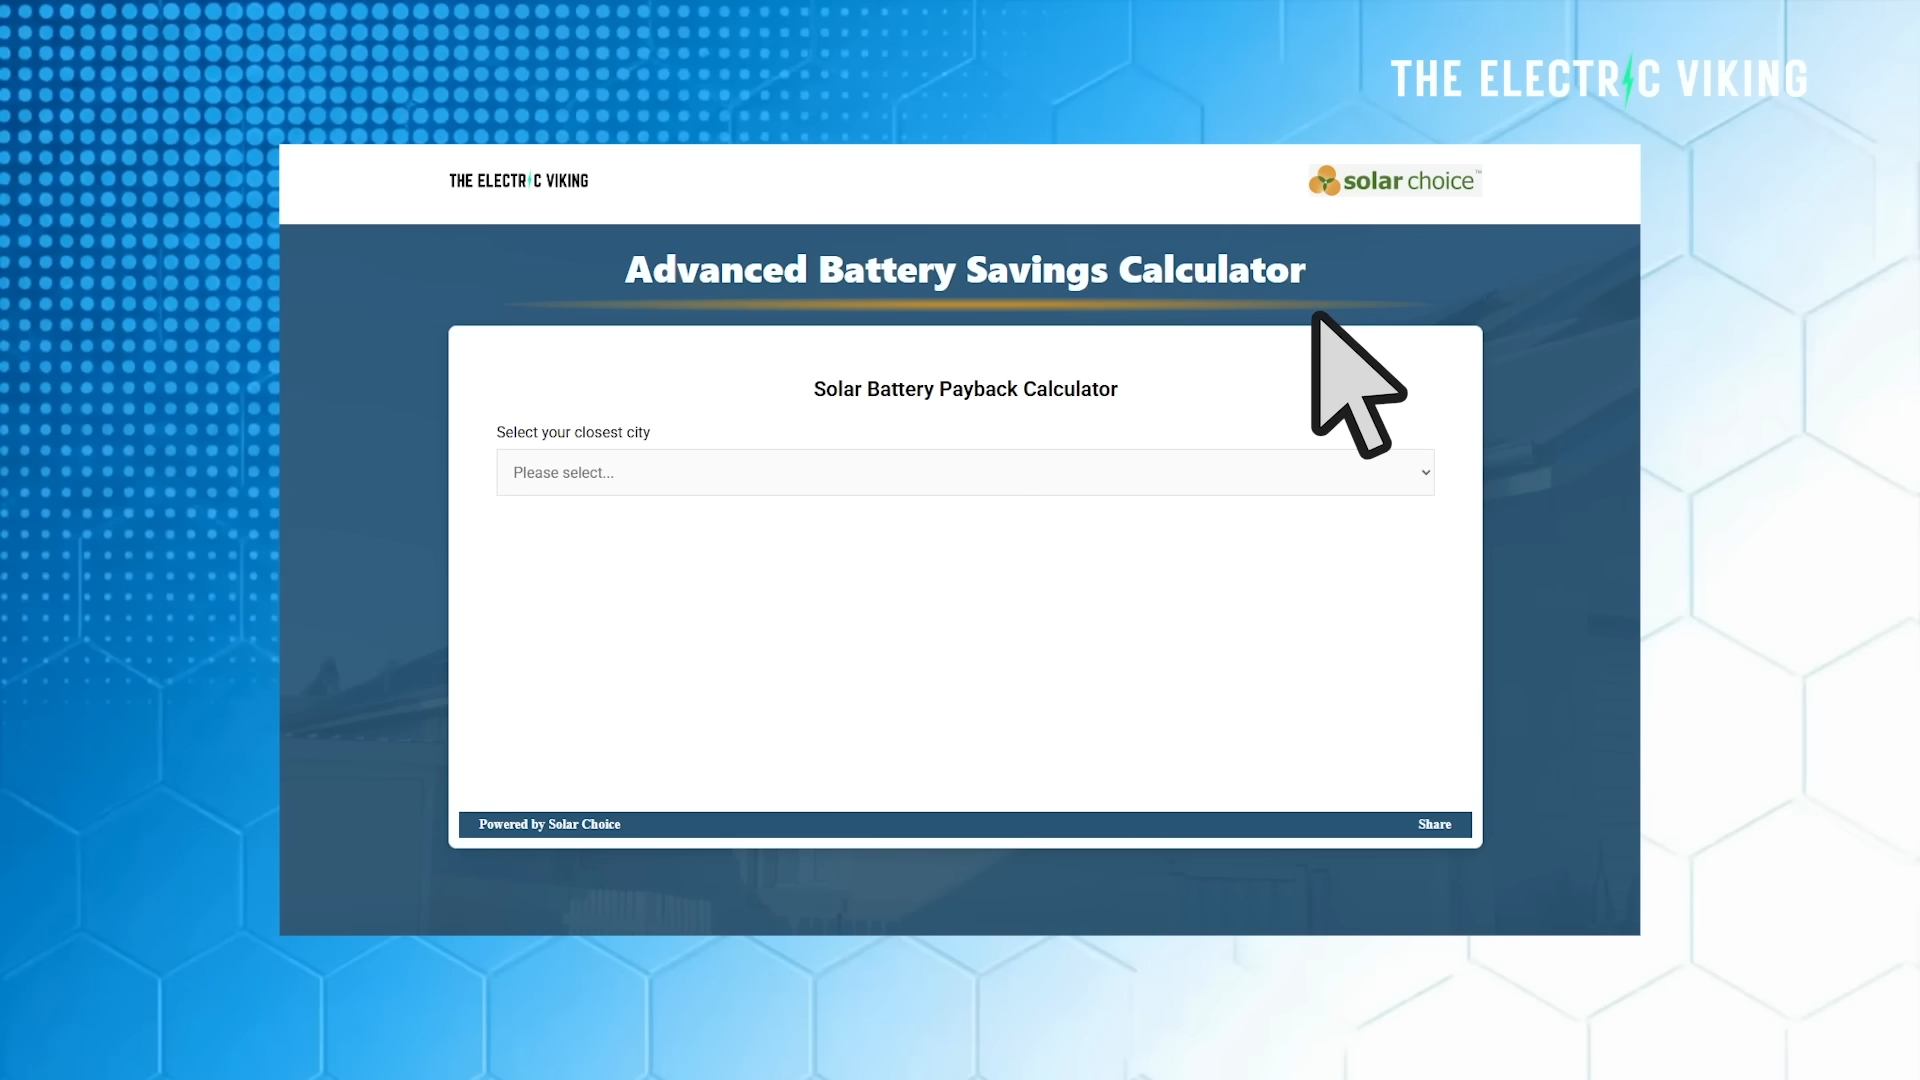 THE ELECTRIC VIKING
THE ELECTRIC VIKING
solar choice™
Advanced Battery Savings Calculator
Solar Battery Payback Calculator
Select your closest city
Please select...
Powered by Solar Choice
Share